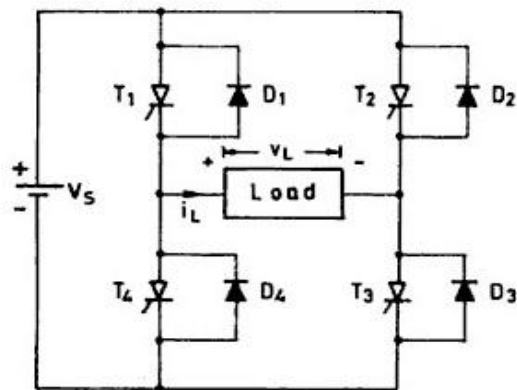 T1 D1 T2 D2
+ vL -
+ VS Load
- iL
T4 D4 T3 D3